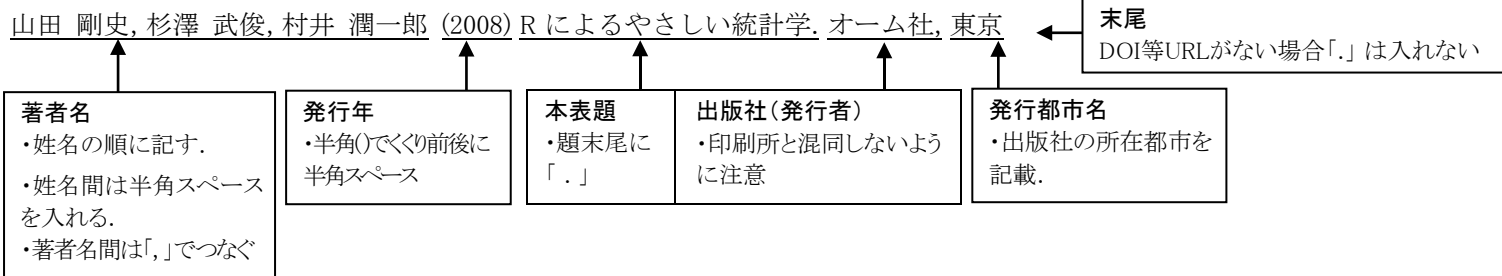 山田 剛史, 杉澤 武俊, 村井 潤一郎 (2008) R によるやさしい統計学. オーム社, 東京
末尾
DOI等URLがない場合「.」は入れない
著者名
・姓名の順に記す.
・姓名間は半角スペース
を入れる.
・著者名間は「, 」でつなぐ
発行年
・半角()でくくり前後に
半角スペース
本表題
・題末尾に
「 . 」
出版社(発行者)
・印刷所と混同しないよう
に注意
発行都市名
・出版社の所在都市を
記載.